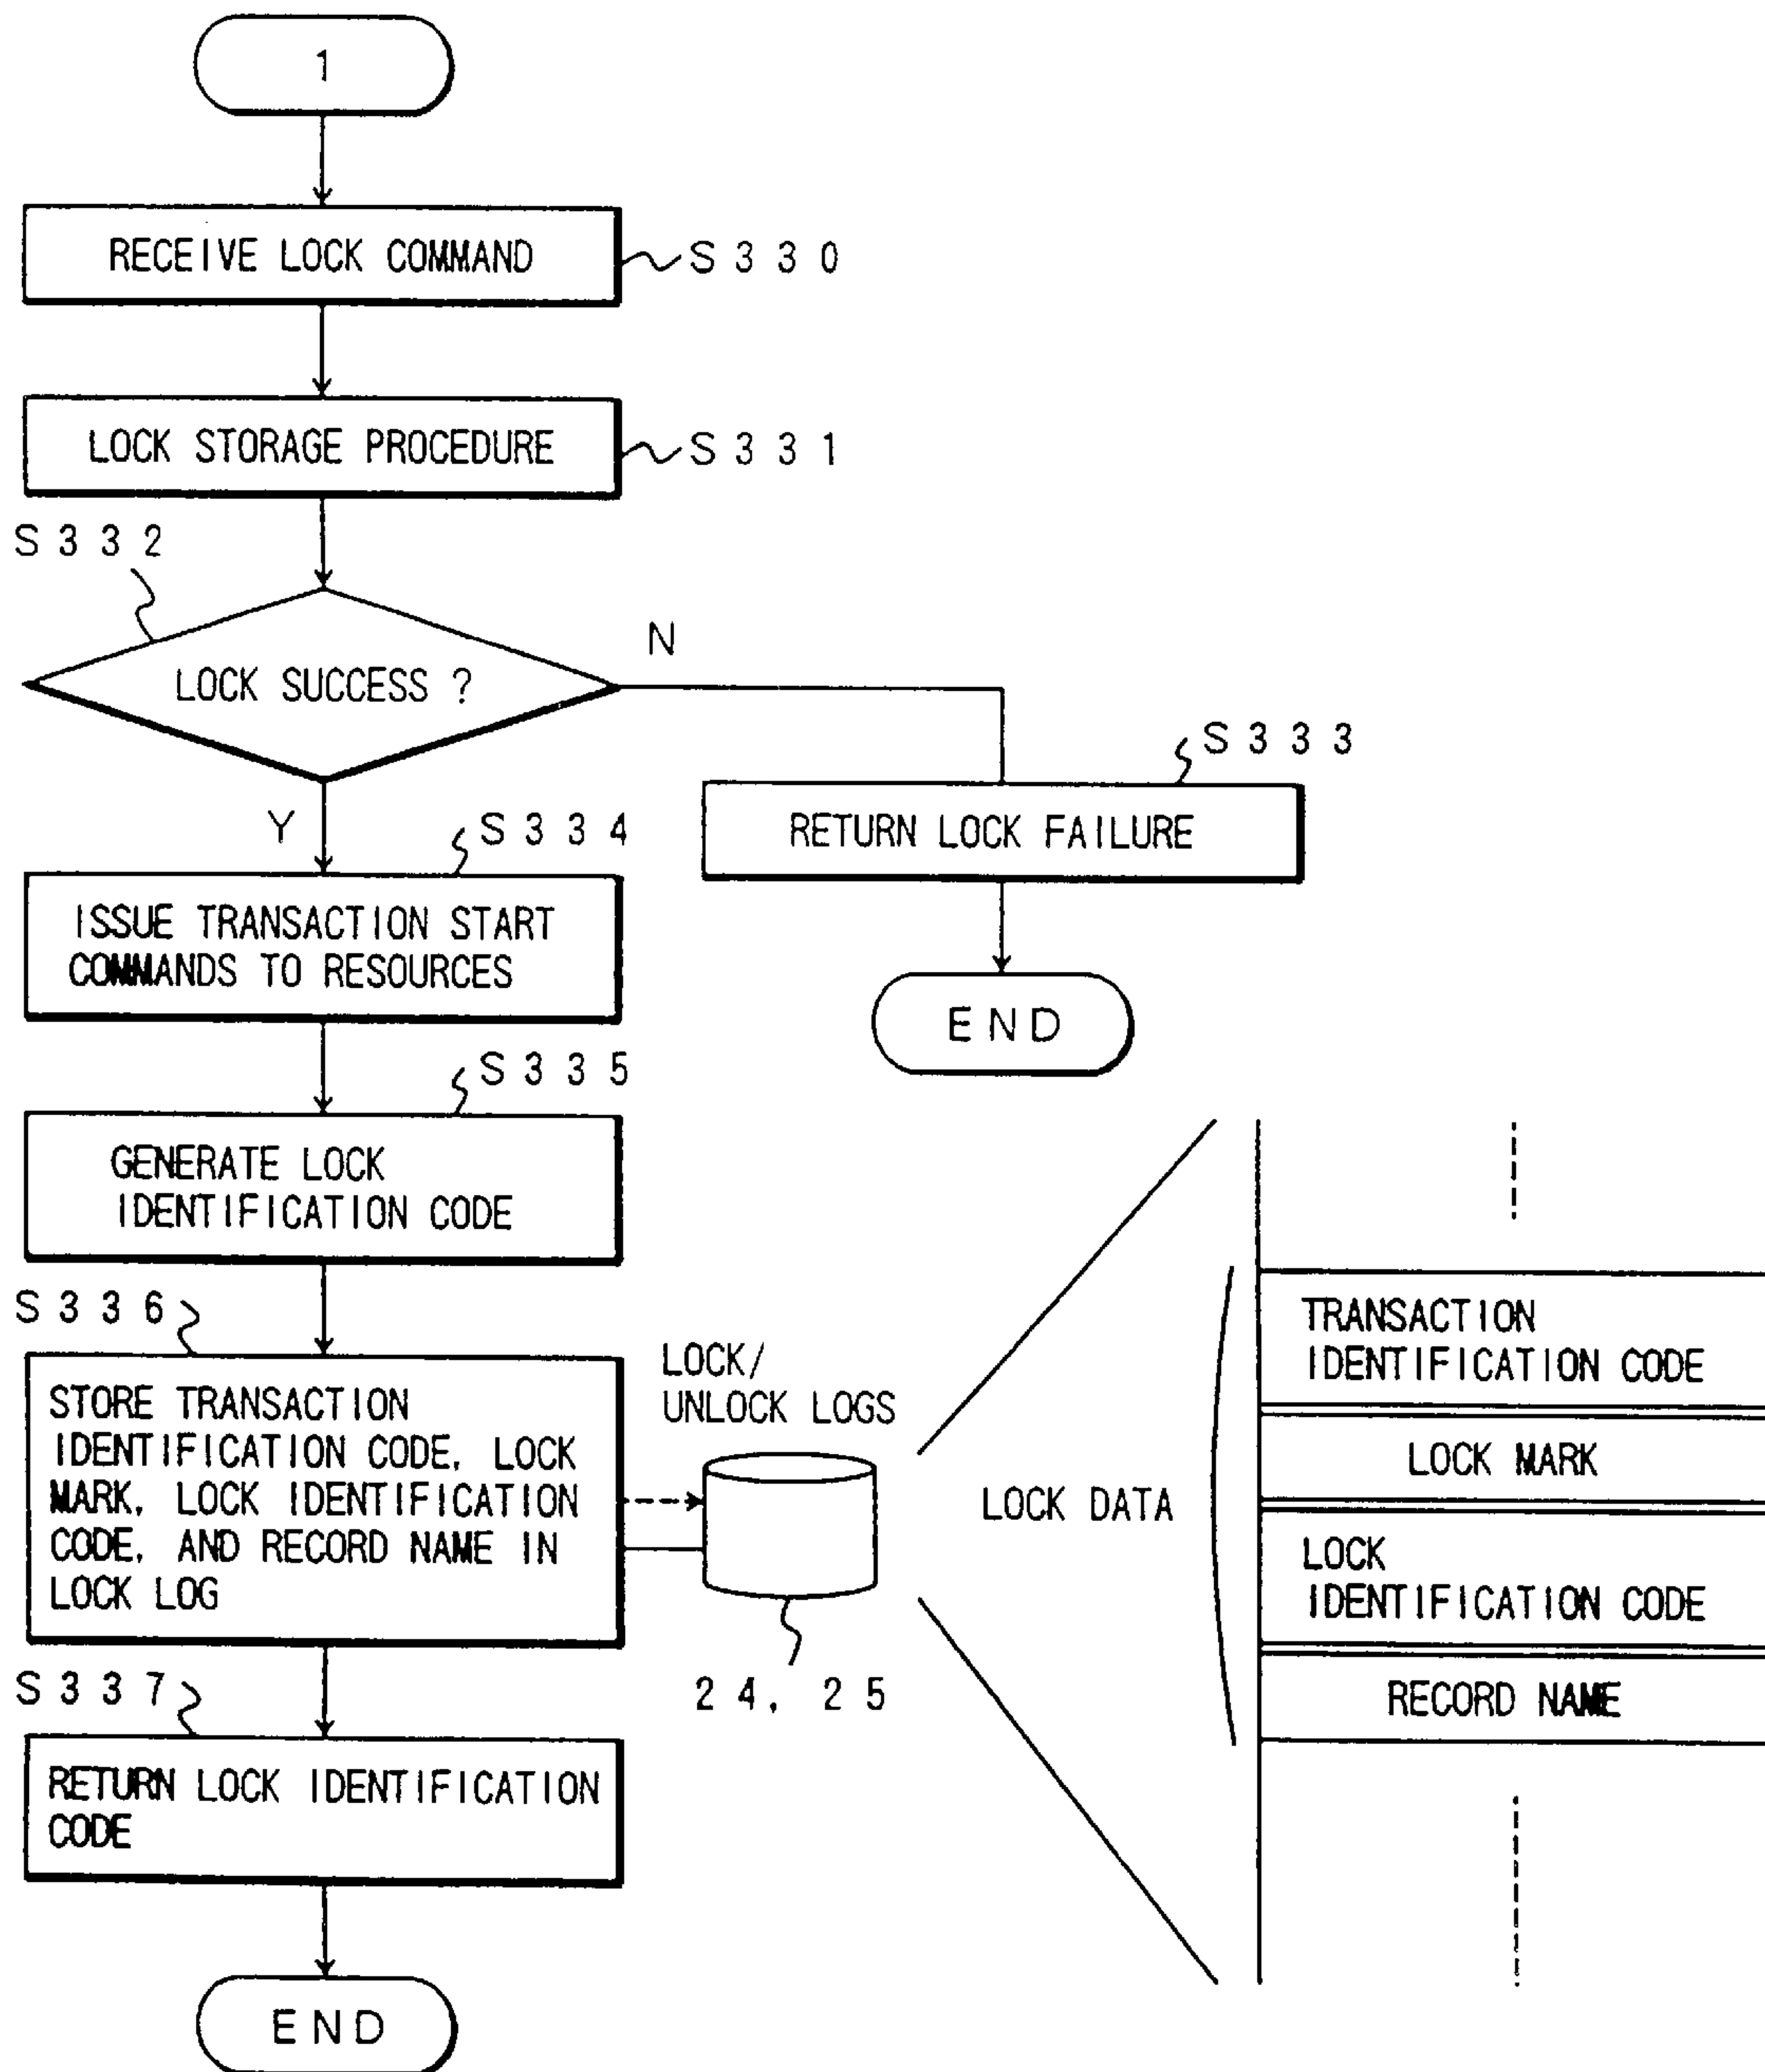 1
RECEIVE LOCK COMMAND
S330
LOCK STORAGE PROCEDURE
S331
S332
LOCK SUCCESS ?
N
Y
S333
RETURN LOCK FAILURE
END
S334
ISSUE TRANSACTION START
COMMANDS TO RESOURCES
S335
GENERATE LOCK
IDENTIFICATION CODE
S336
STORE TRANSACTION
IDENTIFICATION CODE, LOCK
MARK, LOCK IDENTIFICATION
CODE, AND RECORD NAME IN
LOCK LOG
LOCK/
UNLOCK LOGS
24, 25
LOCK DATA
TRANSACTION
IDENTIFICATION CODE
LOCK MARK
LOCK
IDENTIFICATION CODE
RECORD NAME
S337
RETURN LOCK IDENTIFICATION
CODE
END